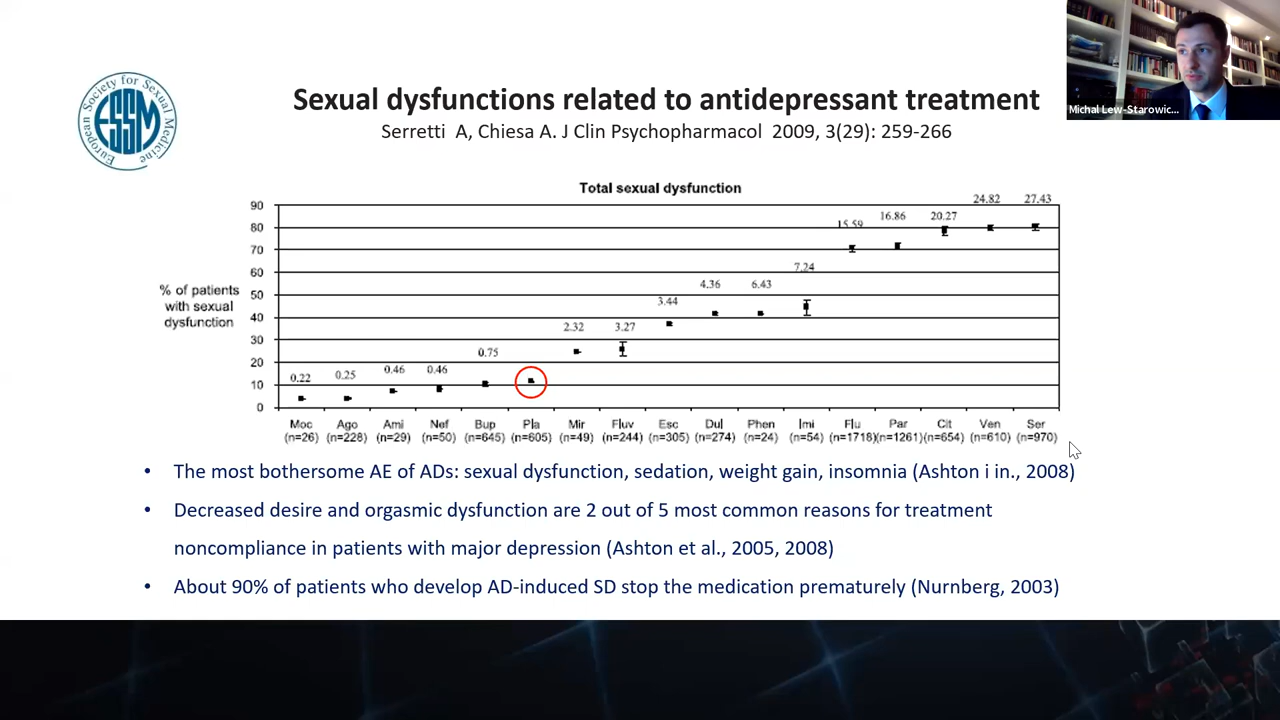 European Society for Sexual Medicine
ESSM
Michal Lew-Starowic...
Sexual dysfunctions related to antidepressant treatment
Serretti A, Chiesa A. J Clin Psychopharmacol 2009, 3(29): 259-266
Total sexual dysfunction
% of patients
with sexual
dysfunction
90
80
70
60
50
40
30
20
10
0
0.22
0.25
0.46
0.46
0.75
2.32
3.27
3.44
4.36
6.43
7.24
15.59
16.86
20.27
24.82
27.43
Moc Ago Ami Nef Bup Pla Mir Fluv Esc Dul Phen Imi Flu Par Cit Ven Ser
(n=26) (n=228) (n=29) (n=50) (n=645) (n=605) (n=49) (n=244) (n=305) (n=274) (n=24) (n=54) (n=1718) (n=1261) (n=654) (n=610) (n=970)
• The most bothersome AE of ADs: sexual dysfunction, sedation, weight gain, insomnia (Ashton i in., 2008)
• Decreased desire and orgasmic dysfunction are 2 out of 5 most common reasons for treatment
noncompliance in patients with major depression (Ashton et al., 2005, 2008)
• About 90% of patients who develop AD-induced SD stop the medication prematurely (Nurnberg, 2003)